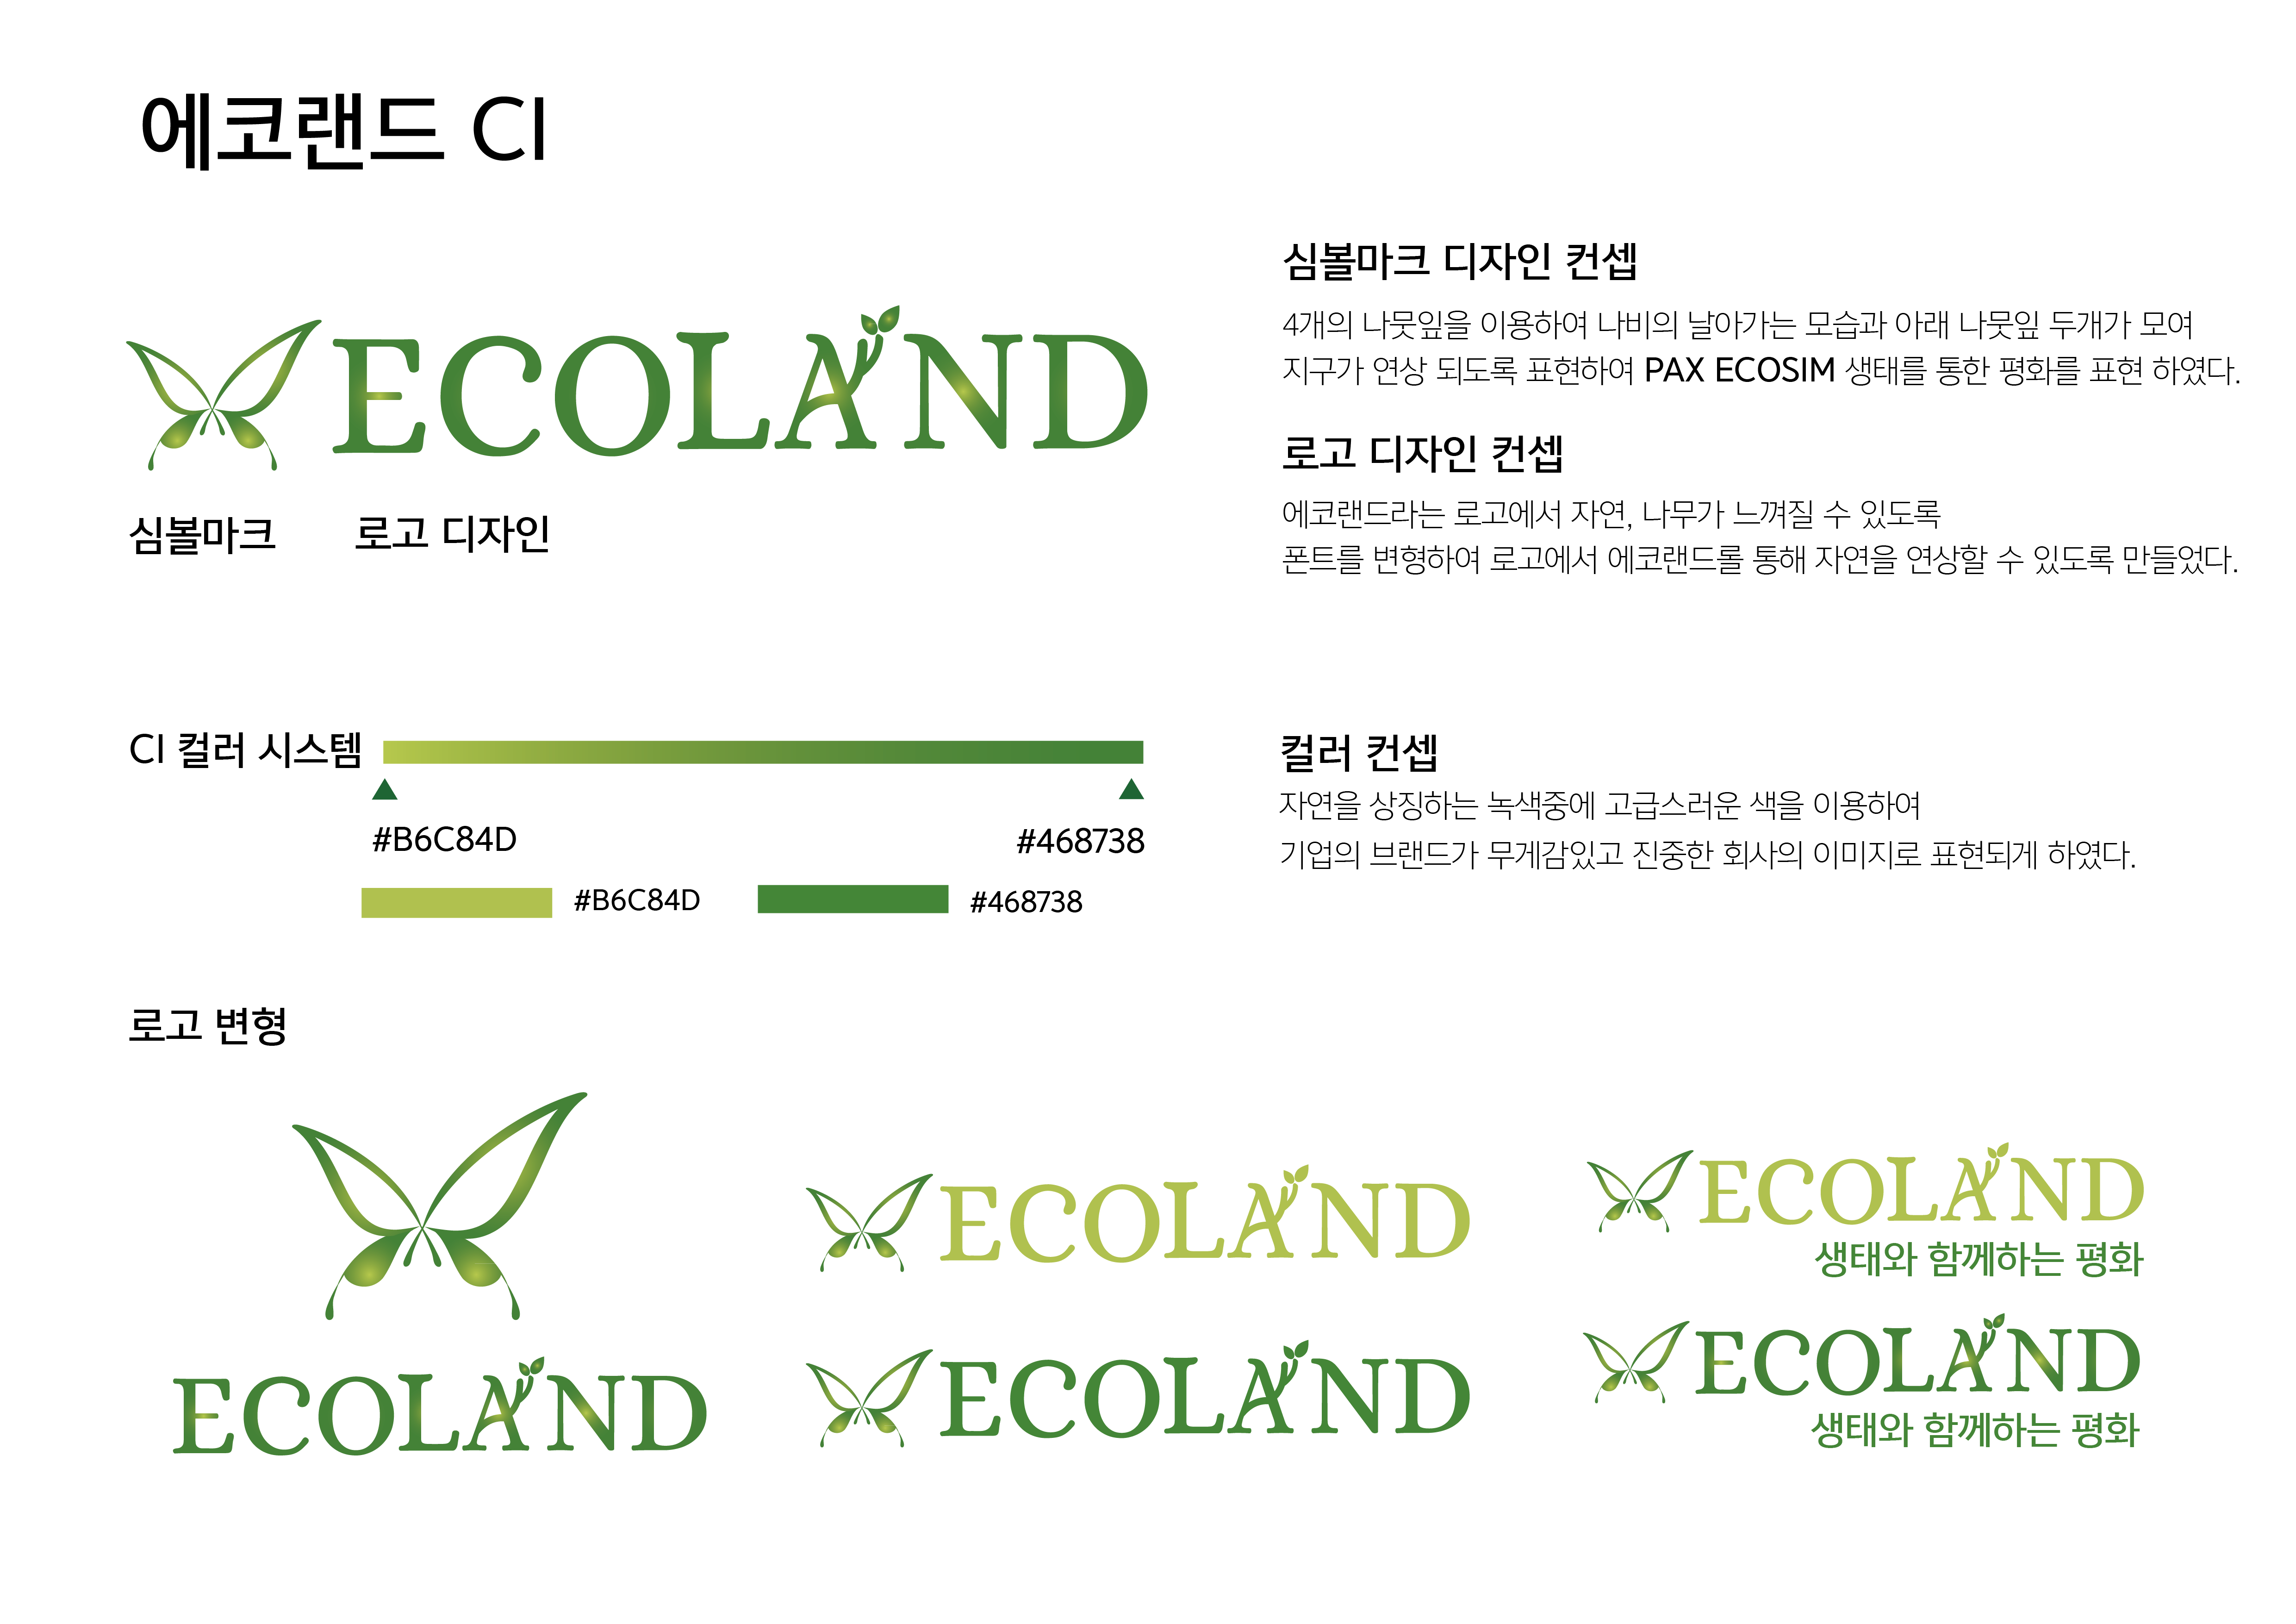 에코랜드 CI
ECOLAND
심볼마크
로고 디자인
심볼마크 디자인 컨셉
4개의 나뭇잎을 이용하여 나비의 날아가는 모습과 아래 나뭇잎 두개가 모여
지구가 연상 되도록 표현하여 PAX ECOSIM 생태를 통한 평화를 표현 하였다.
로고 디자인 컨셉
에코랜드라는 로고에서 자연, 나무가 느껴질 수 있도록
폰트를 변형하여 로고에서 에코랜드롤 통해 자연을 연상할 수 있도록 만들었다.
CI 컬러 시스템
#B6C84D
#468738
#B6C84D
#468738
컬러 컨셉
자연을 상징하는 녹색중에 고급스러운 색을 이용하여
기업의 브랜드가 무게감있고 진중한 회사의 이미지로 표현되게 하였다.
로고 변형
ECOLAND
ECOLAND
ECOLAND
ECOLAND
생태와 함께하는 평화
ECOLAND
생태와 함께하는 평화